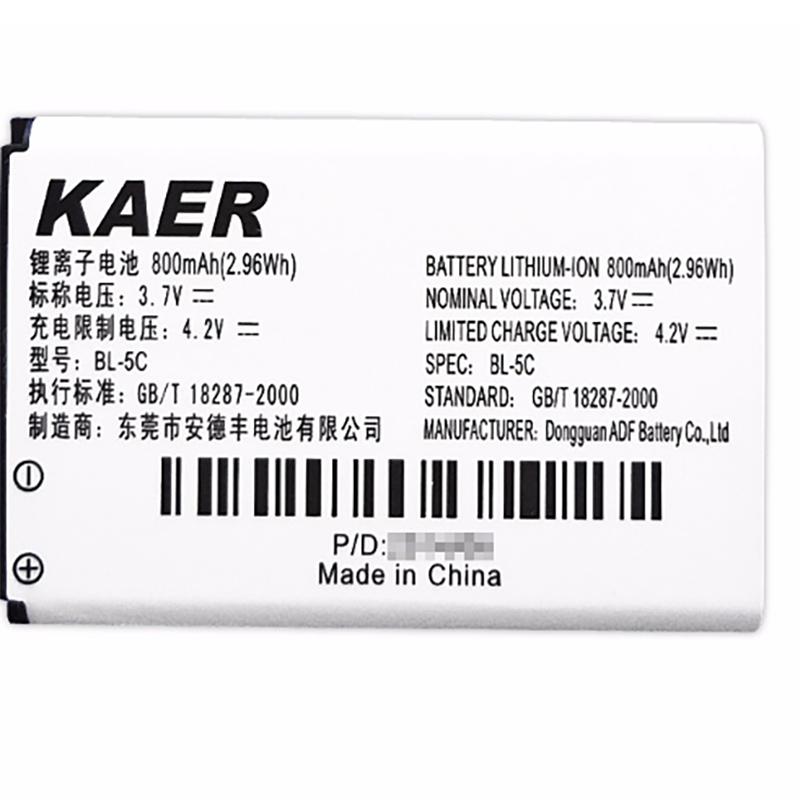 KAER
锂离子电池 800mAh(2.96Wh)
标称电压: 3.7V⎓
充电限制电压: 4.2V ⎓
型号: BL-5C
执行标准: GB/T 18287-2000
制造商: 东莞市安德丰电池有限公司
BATTERY LITHIUM-ION 800mAh(2.96Wh)
NOMINAL VOLTAGE: 3.7V⎓
LIMITED CHARGE VOLTAGE: 4.2V ⎓
SPEC: BL-5C
STANDARD: GB/T 18287-2000
MANUFACTURER: Dongguan ADF Battery Co.,Ltd
P/D:
Made in China